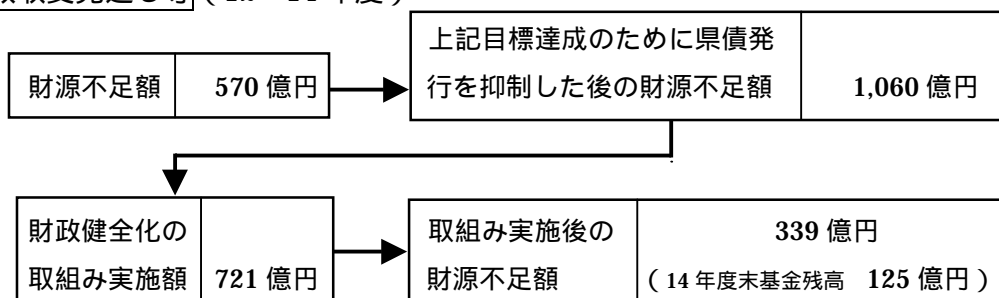 財源不足額 570 億円
上記目標達成のために県債発
行を抑制した後の財源不足額 1,060 億円
財政健全化の
取組み実施額 721 億円
取組み実施後の
財源不足額
339 億円
( 14 年度末基金残高 125 億円 )